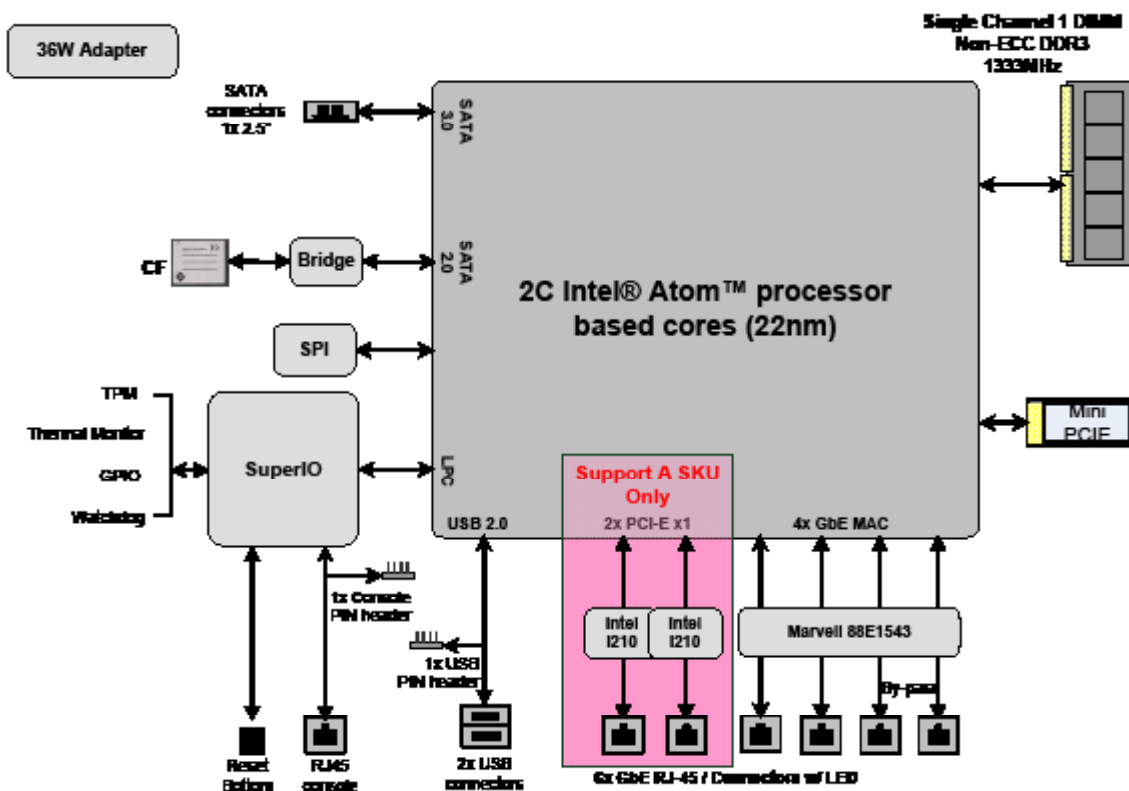 36W Adapter
Single Channel 1 DIMM
Non-ECC DDR3
1333MHz
SATA
connectors
1x 2.5"
SATA
3.0
CF
Bridge
SATA
2.0
2C Intel® Atom™ processor
based cores (22nm)
SPI
TPM
Thermal Monitor
GPIO
Watchdog
SuperIO
LPC
Mini
PCIE
Support A SKU
Only
USB 2.0
2x PCI-E x1
4x GbE MAC
1x Console
PIN header
Intel
I210
Intel
I210
Marvell 88E1543
1x USB
PIN header
By-pass
Reset
RJ45
console
2x USB
connectors
6x GbE RJ-45 / Connectors w/ LED